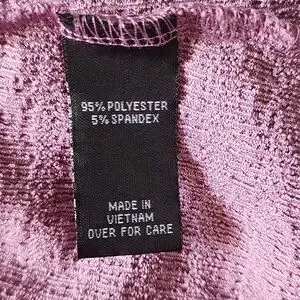 95% POLYESTER
5% SPANDEX
MADE IN
VIETNAM
OVER FOR CARE